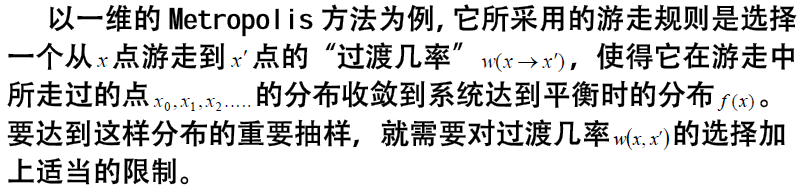 以一维的 Metropolis 方法为例，它所采用的游走规则是选择
一个从 x 点游走到 x′ 点的“过渡几率” w(x → x′)，使得它在游走中
所走过的点 x₀, x₁, x₂ ..... 的分布收敛到系统达到平衡时的分布 f(x)。
要达到这样分布的重要抽样，就需要对过渡几率 w(x, x′) 的选择加
上适当的限制。